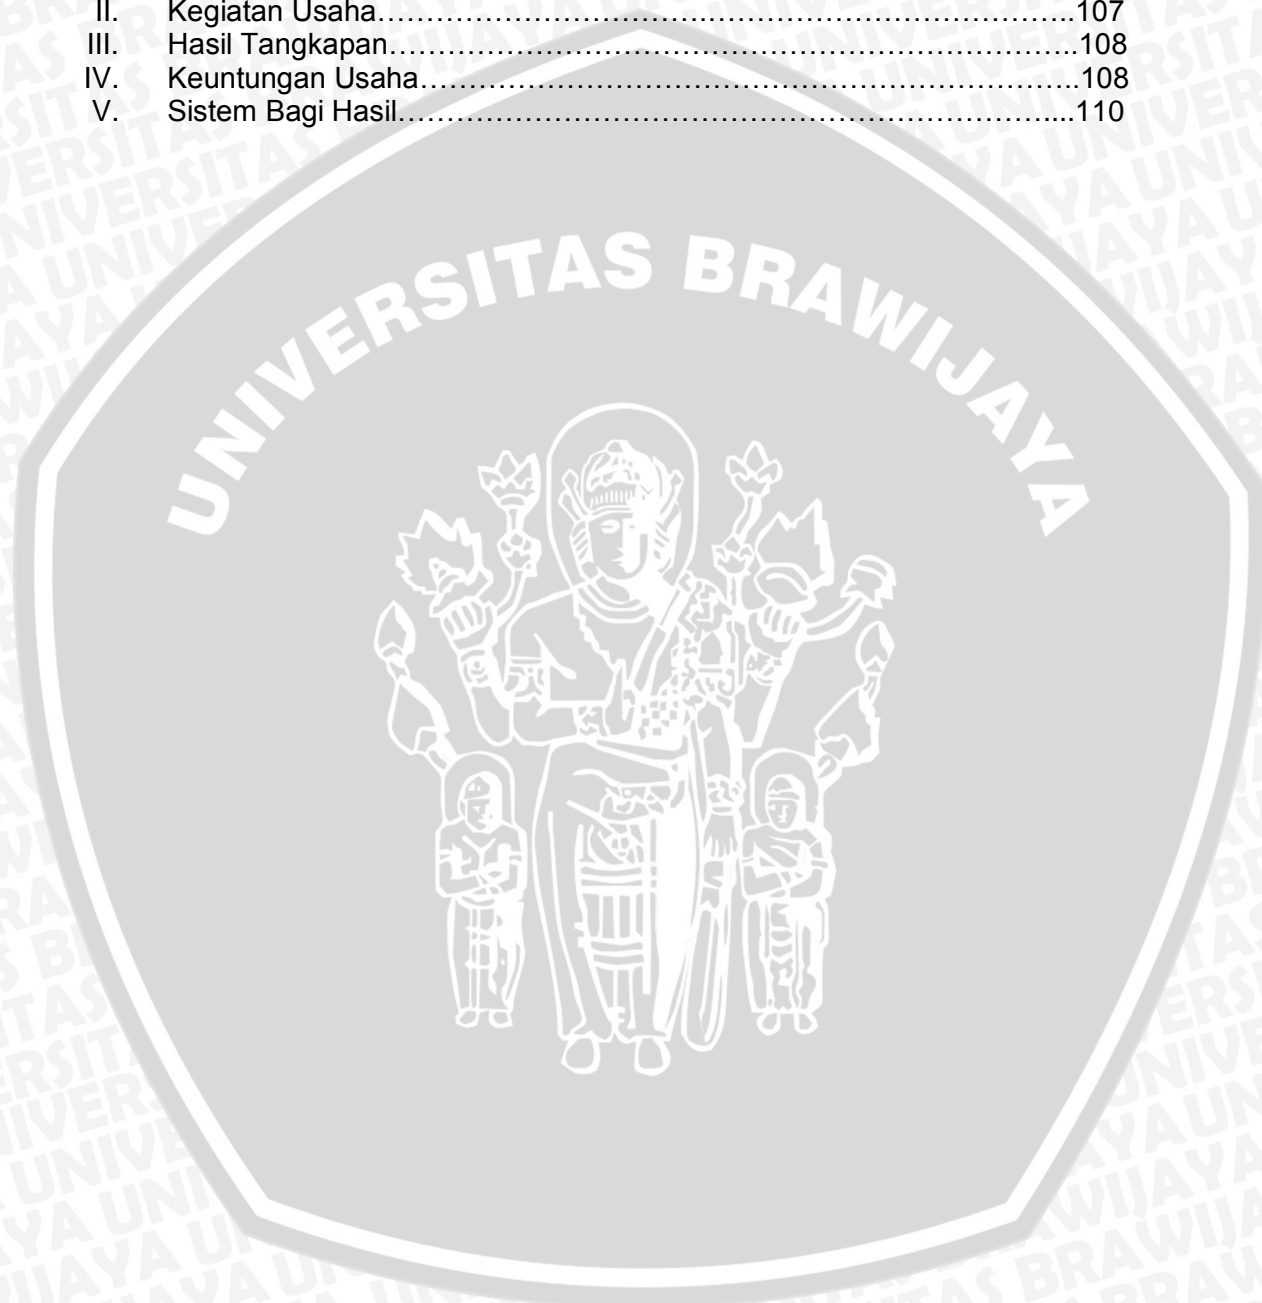 II. Kegiatan Usaha……………………………..………………………………..107
III. Hasil Tangkapan…………………………………………………………….108
IV. Keuntungan Usaha…………………………….…………………………….108
V. Sistem Bagi Hasil…………………………………………………………....110
UNIVERSITAS BRAWIJAYA